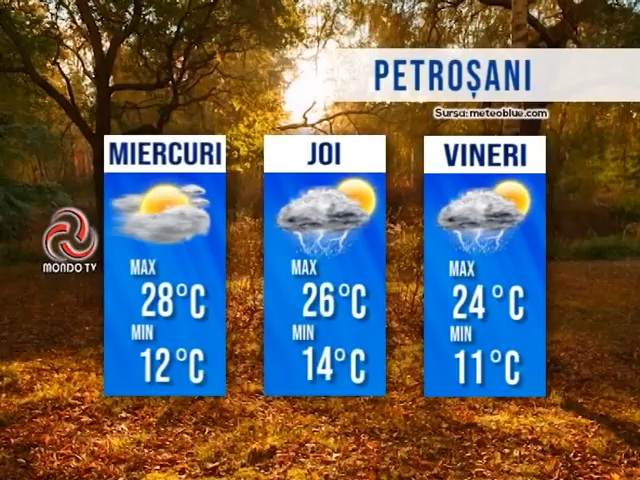 PETROȘANI
Sursa: meteoblue.com
MIERCURI
MAX
28°C
MIN
12°C
JOI
MAX
26°C
MIN
14°C
VINERI
MAX
24°C
MIN
11°C
MONDO TV